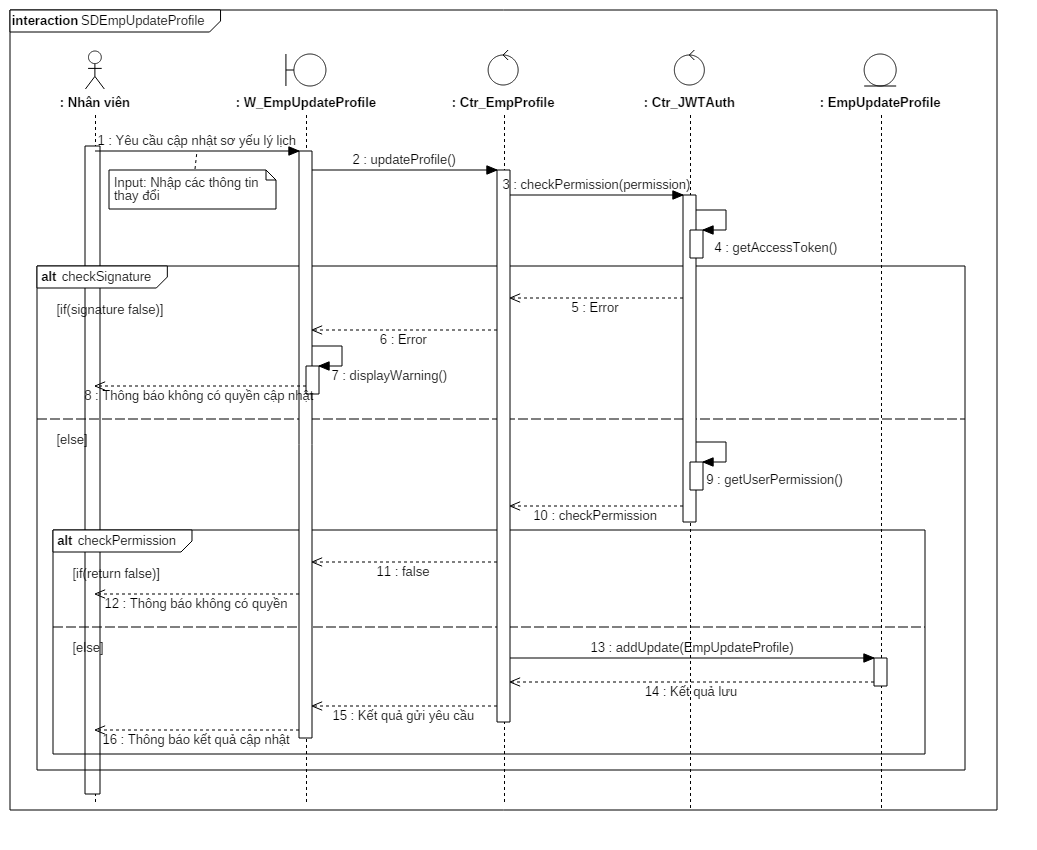 interaction SDEmpUpdateProfile
: Nhân viên
: W_EmpUpdateProfile
: Ctr_EmpProfile
: Ctr_JWTAuth
: EmpUpdateProfile
1 : Yêu cầu cập nhật sơ yếu lý lịch
2 : updateProfile()
Input: Nhập các thông tin
thay đổi
3 : checkPermission(permission)
4 : getAccessToken()
alt checkSignature
[if(signature false)]
5 : Error
6 : Error
7 : displayWarning()
8 : Thông báo không có quyền cập nhật
[else]
9 : getUserPermission()
10 : checkPermission
alt checkPermission
[if(return false)]
11 : false
12 : Thông báo không có quyền
[else]
13 : addUpdate(EmpUpdateProfile)
14 : Kết quả lưu
15 : Kết quả gửi yêu cầu
16 : Thông báo kết quả cập nhật